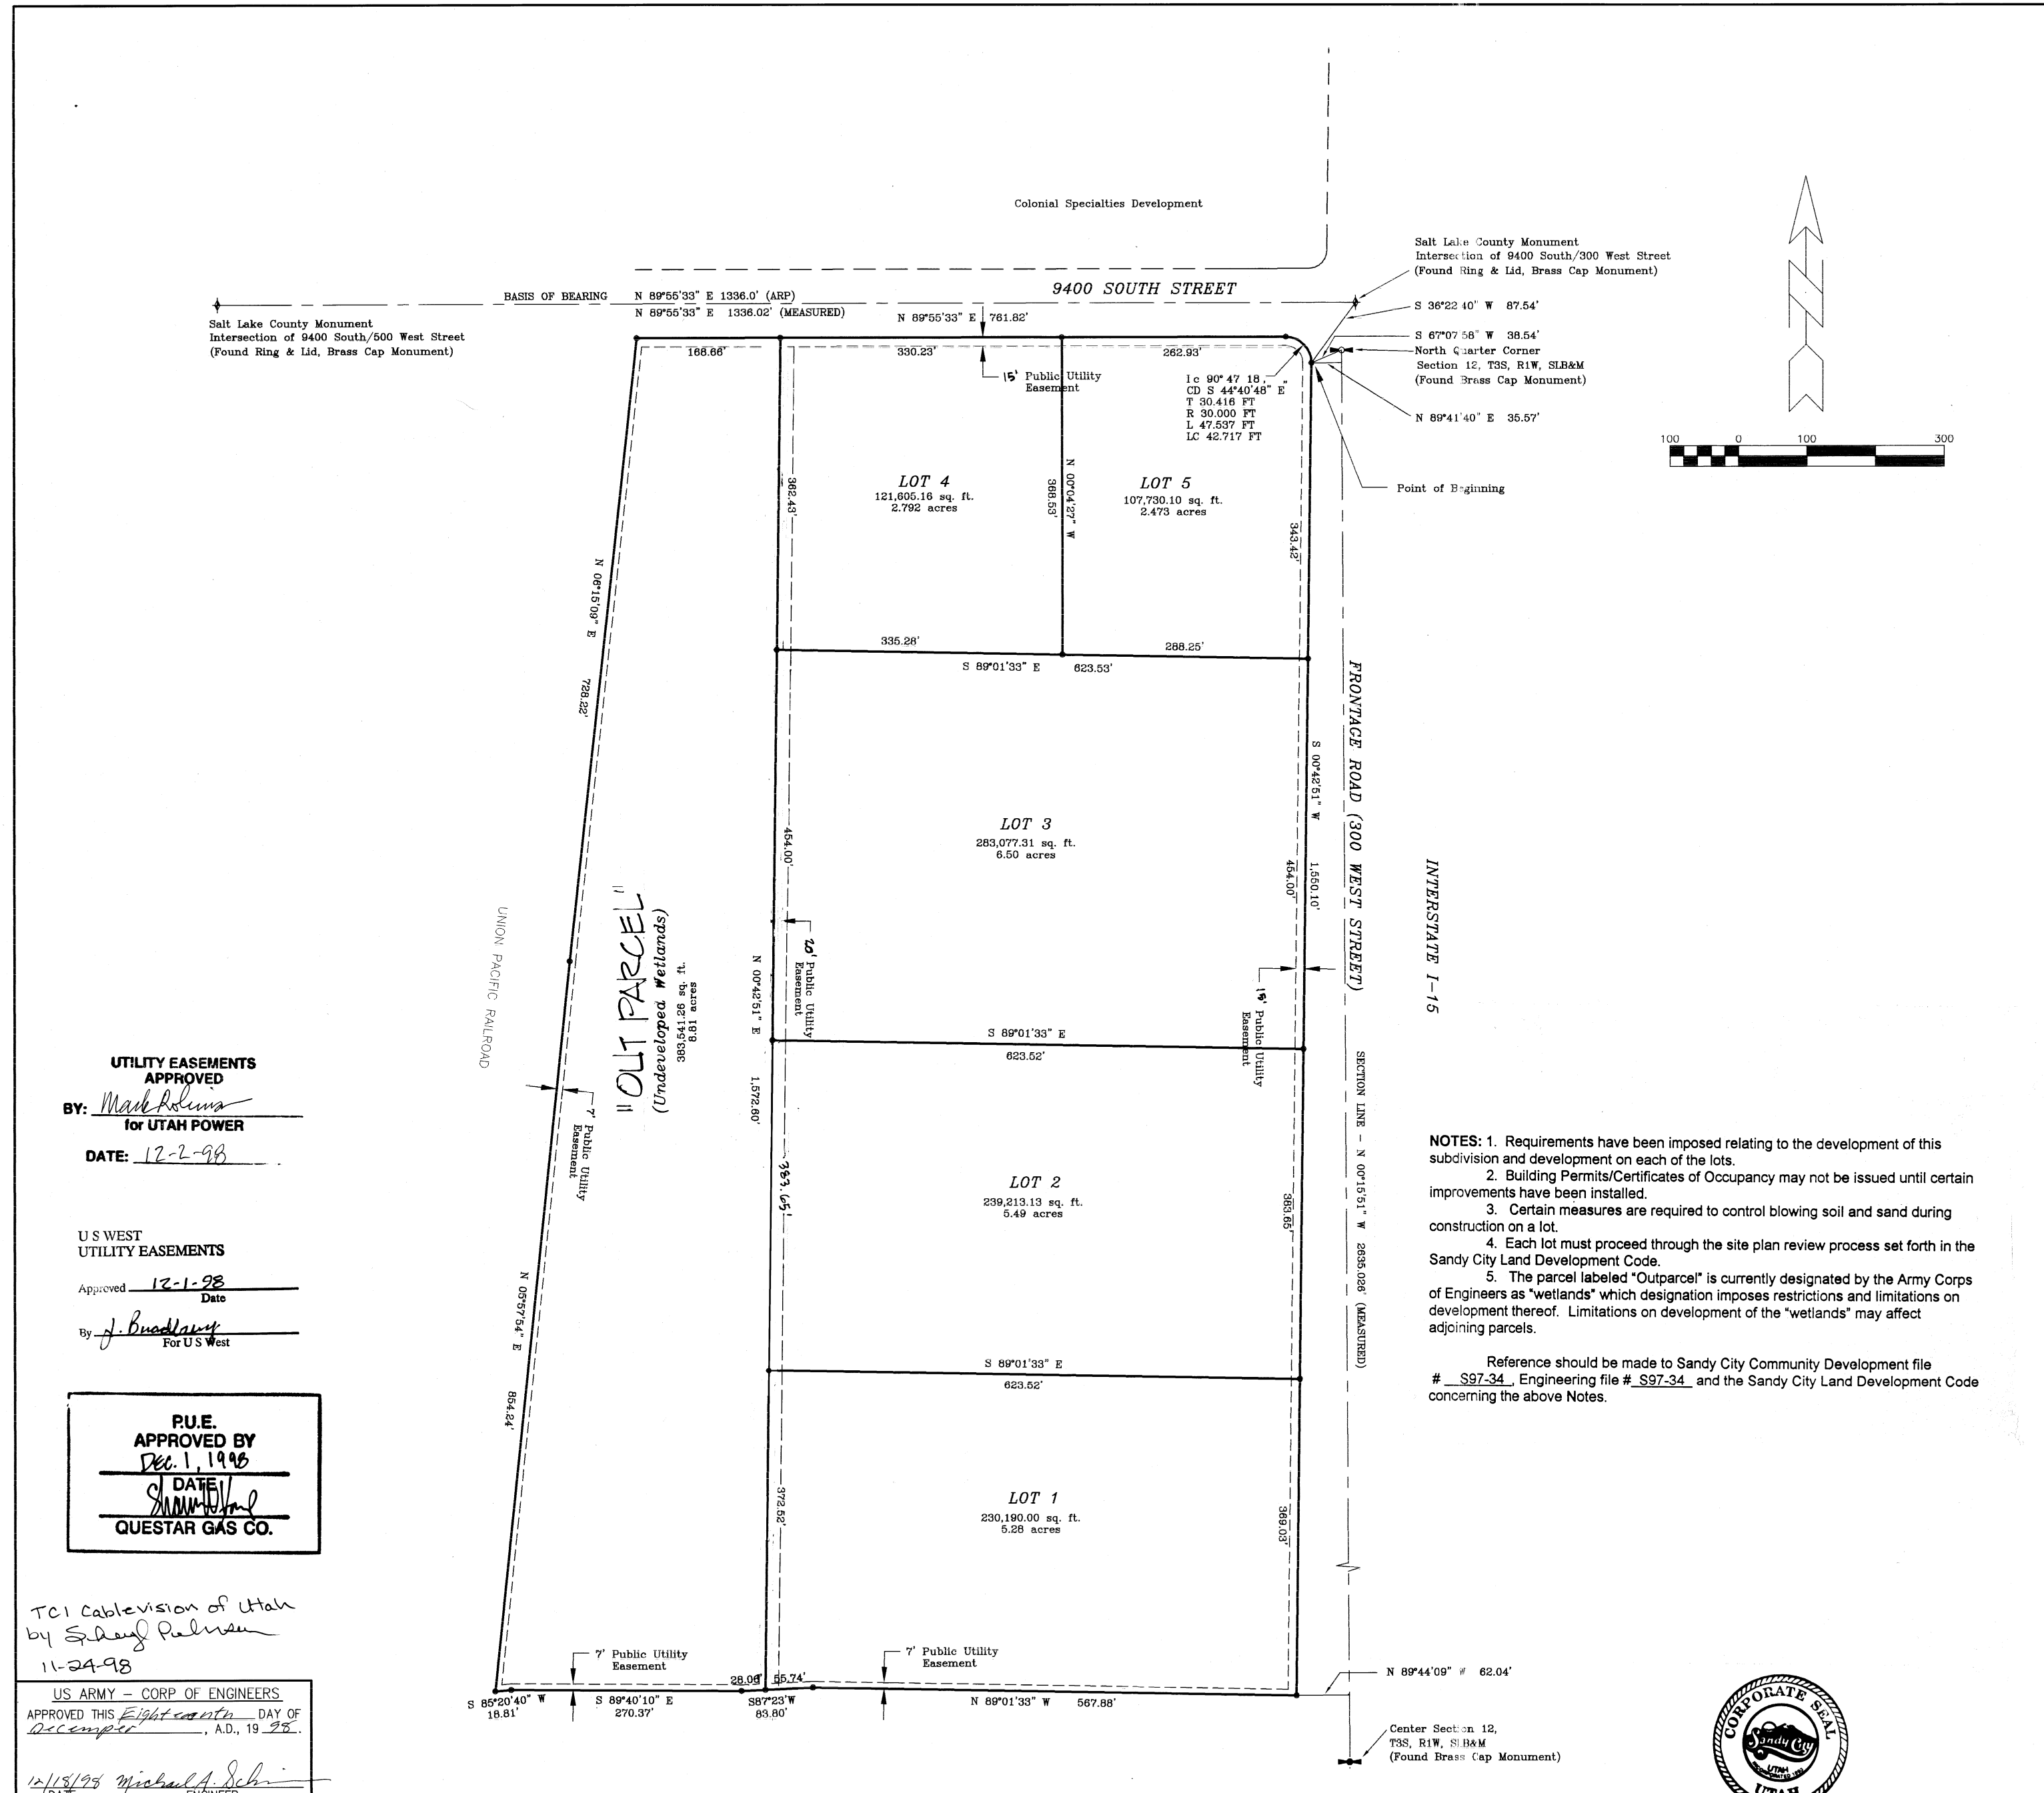 Colonial Specialties Development
Salt Lake County Monument
Intersection of 9400 South/300 West Street
(Found Ring & Lid, Brass Cap Monument)
BASIS OF BEARING N 89°55'33" E 1336.0' (ARP)
N 89°55'33" E 1336.02' (MEASURED)
9400 SOUTH STREET
S 36°22'40" W 87.54'
Salt Lake County Monument
Intersection of 9400 South/500 West Street
(Found Ring & Lid, Brass Cap Monument)
N 89°55'33" E 761.82'
S 67°07'58" W 38.54'
North Quarter Corner
Section 12, T3S, R1W, SLB&M
(Found Brass Cap Monument)
168.66'
330.23'
262.93'
15' Public Utility
Easement
Ic 90° 47 18,"
CD S 44°40'48" E
T 30.416 FT
R 30.000 FT
L 47.537 FT
LC 42.717 FT
N 89°41'40" E 35.57'
100 0 100 300
Point of Beginning
LOT 4
121,605.16 sq. ft.
2.792 acres
LOT 5
107,730.10 sq. ft.
2.473 acres
362.43'
368.53'
N 00°04'27" W
343.42'
N 06°15'09" E 728.22'
335.28'
288.25'
S 89°01'33" E 623.53'
LOT 3
283,077.31 sq. ft.
6.50 acres
454.00'
S 00°42'51" W 1,550.10'
454.00'
FRONTAGE ROAD (300 WEST STREET)
INTERSTATE I-15
UNION PACIFIC RAILROAD
"OUT PARCEL"
(Undeveloped Wetlands)
383,541.26 sq. ft.
8.81 acres
N 00°42'51" E 1,572.60'
20' Public Utility
Easement
15' Public Utility
Easement
S 89°01'33" E
623.52'
7' Public Utility
Easement
SECTION LINE - N 00°15'51" W 2635.026' (MEASURED)
LOT 2
239,213.13 sq. ft.
5.49 acres
383.65'
383.65'
N 05°57'54" E 854.24'
S 89°01'33" E
623.52'
LOT 1
230,190.00 sq. ft.
5.28 acres
372.52'
369.03'
7' Public Utility
Easement
7' Public Utility
Easement
28.06' 55.74'
S 85°20'40" W
18.81'
S 89°40'10" E
270.37'
S87°23'W
83.80'
N 89°01'33" W 567.88'
N 89°44'09" W 62.04'
Center Section 12,
T3S, R1W, SLB&M
(Found Brass Cap Monument)
NOTES: 1. Requirements have been imposed relating to the development of this
subdivision and development on each of the lots.
2. Building Permits/Certificates of Occupancy may not be issued until certain
improvements have been installed.
3. Certain measures are required to control blowing soil and sand during
construction on a lot.
4. Each lot must proceed through the site plan review process set forth in the
Sandy City Land Development Code.
5. The parcel labeled "Outparcel" is currently designated by the Army Corps
of Engineers as "wetlands" which designation imposes restrictions and limitations on
development thereof. Limitations on development of the "wetlands" may affect
adjoining parcels.
Reference should be made to Sandy City Community Development file
# S97-34 , Engineering file # S97-34 and the Sandy City Land Development Code
concerning the above Notes.
UTILITY EASEMENTS
APPROVED
BY: Mark
for UTAH POWER
DATE: 12-2-98
U S WEST
UTILITY EASEMENTS
Approved 12-1-98
Date
By J.
For U S West
P.U.E.
APPROVED BY
DEC. 1, 1998
DATE
QUESTAR GAS CO.
TCI Cablevision of Utah
by
11-24-98
US ARMY - CORP OF ENGINEERS
APPROVED THIS Eighteenth DAY OF
December , A.D., 19 98.
12/18/98 Michael A.
DATE ENGINEER
CORPORATE SEAL
Sandy City
UTAH
UTAH